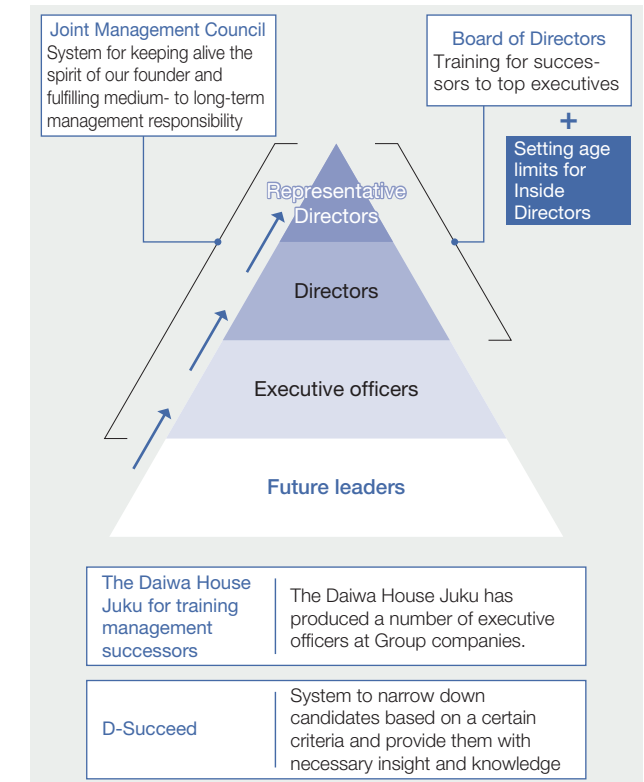 Joint Management Council
System for keeping alive the
spirit of our founder and
fulfilling medium- to long-term
management responsibility
Board of Directors
Training for succes-
sors to top executives
+
Setting age
limits for
Inside
Directors
Representative
Directors
Directors
Executive officers
Future leaders
The Daiwa House
Juku for training
management
successors
The Daiwa House Juku has
produced a number of executive
officers at Group companies.
D-Succeed
System to narrow down
candidates based on a certain
criteria and provide them with
necessary insight and knowledge